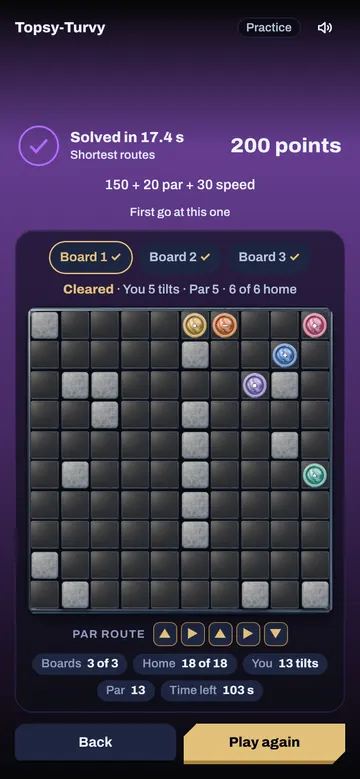 Topsy-Turvy
Practice
Solved in 17.4 s
Shortest routes
200 points
150 + 20 par + 30 speed
First go at this one
Board 1 ✓
Board 2 ✓
Board 3 ✓
Cleared · You 5 tilts · Par 5 · 6 of 6 home
PAR ROUTE
Boards 3 of 3
Home 18 of 18
You 13 tilts
Par 13
Time left 103 s
Back
Play again